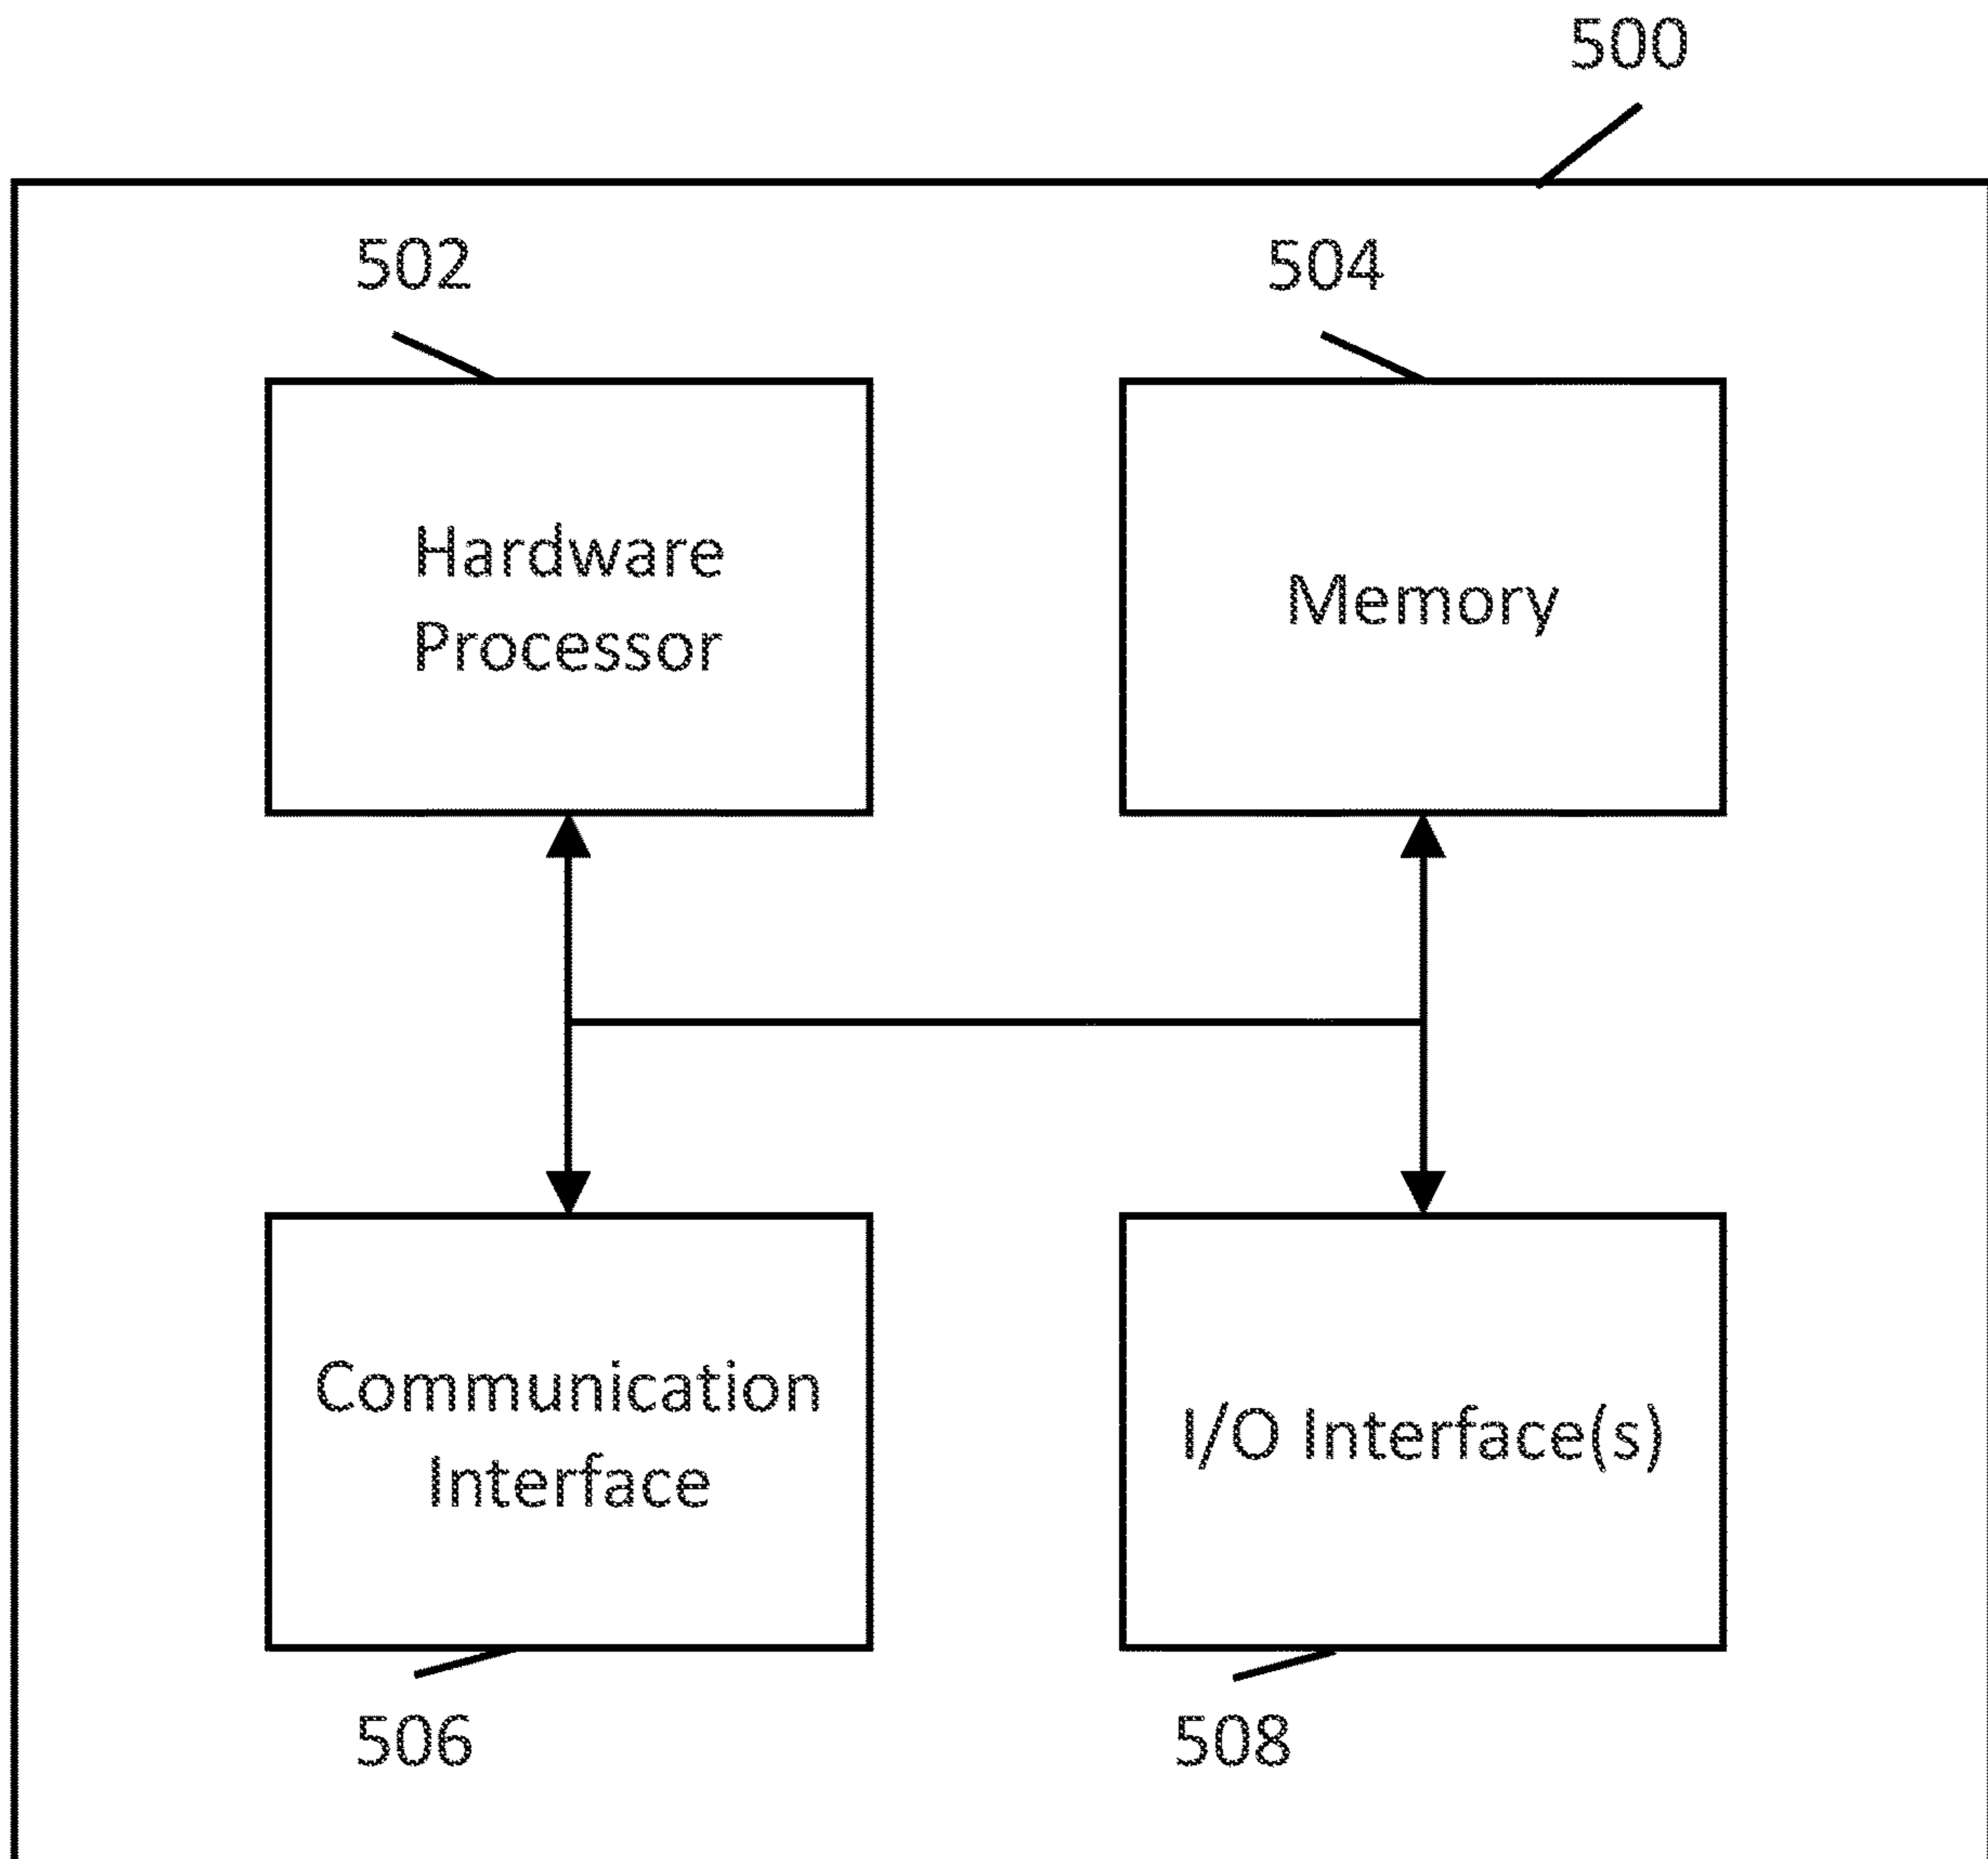 500
502
504
Hardware
Processor
Memory
Communication
Interface
I/O Interface(s)
506
508